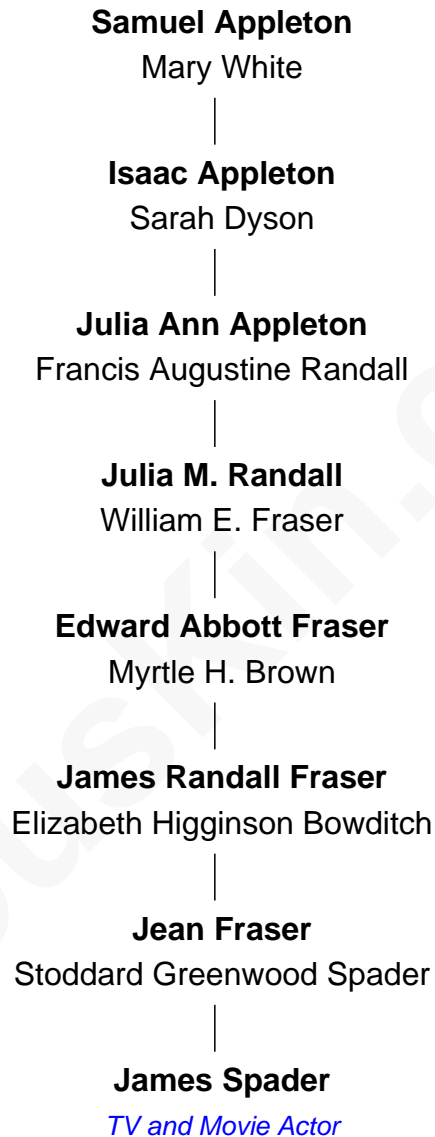 Samuel Appleton
Mary White
Isaac Appleton
Sarah Dyson
Julia Ann Appleton
Francis Augustine Randall
Julia M. Randall
William E. Fraser
Edward Abbott Fraser
Myrtle H. Brown
James Randall Fraser
Elizabeth Higginson Bowditch
Jean Fraser
Stoddard Greenwood Spader
James Spader
TV and Movie Actor